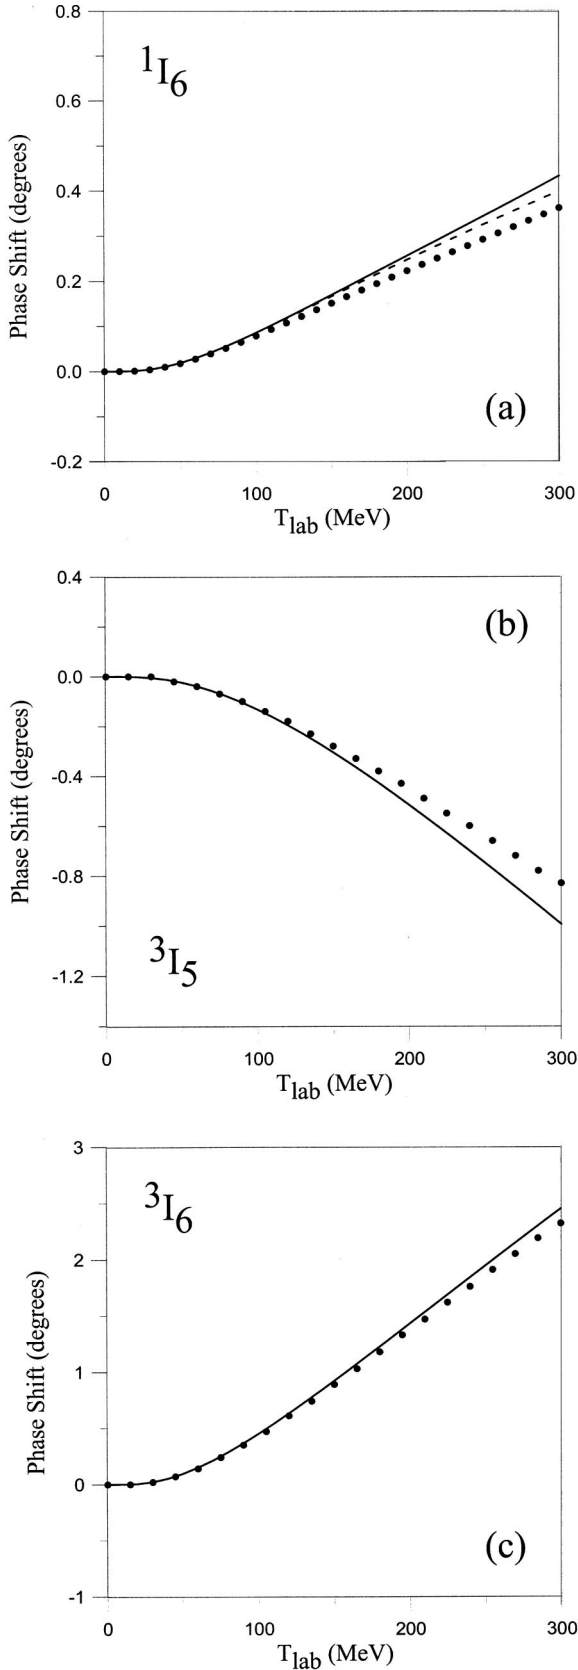 0.8
¹I₆
0.6
0.4
0.2
0.0
-0.2
Phase Shift (degrees)
(a)
0 100 200 300
T_lab (MeV)
0.4
(b)
0.0
-0.4
-0.8
-1.2
Phase Shift (degrees)
³I₅
0 100 200 300
T_lab (MeV)
3
³I₆
2
1
0
-1
Phase Shift (degrees)
(c)
0 100 200 300
T_lab (MeV)